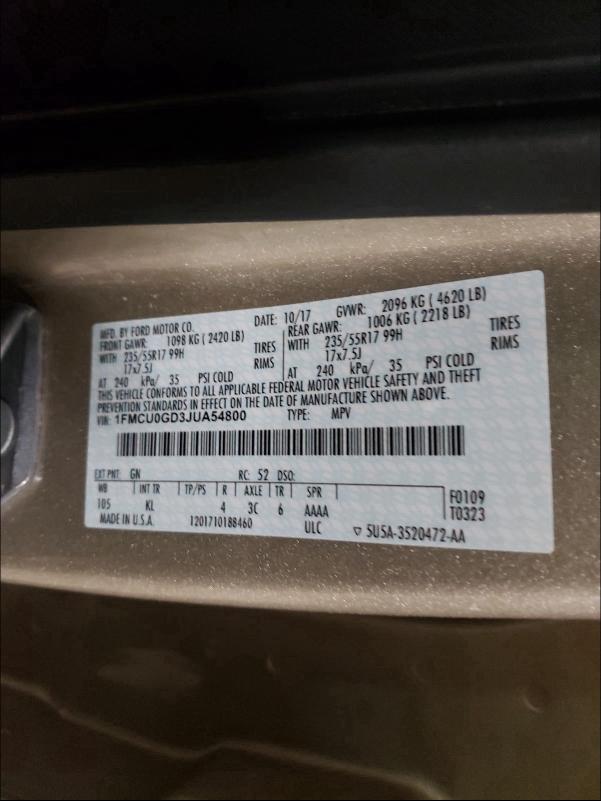 MFD. BY FORD MOTOR CO. DATE: 10/17 GVWR: 2096 KG ( 4620 LB)
FRONT GAWR: 1098 KG ( 2420 LB) REAR GAWR: 1006 KG ( 2218 LB)
WITH 235/55R17 99H TIRES WITH 235/55R17 99H TIRES
17x7.5J RIMS 17x7.5J RIMS
AT 240 kPa/ 35 PSI COLD AT 240 kPa/ 35 PSI COLD
THIS VEHICLE CONFORMS TO ALL APPLICABLE FEDERAL MOTOR VEHICLE SAFETY AND THEFT
PREVENTION STANDARDS IN EFFECT ON THE DATE OF MANUFACTURE SHOWN ABOVE.
VIN: 1FMCU0GD3JUA54800 TYPE: MPV
EXT PNT: GN RC: 52 DSO:
WB INT TR TP/PS R AXLE TR SPR F0109
105 KL 4 3C 6 AAAA T0323
MADE IN U.S.A. 1201710188460 ULC ▽ 5U5A-3520472-AA